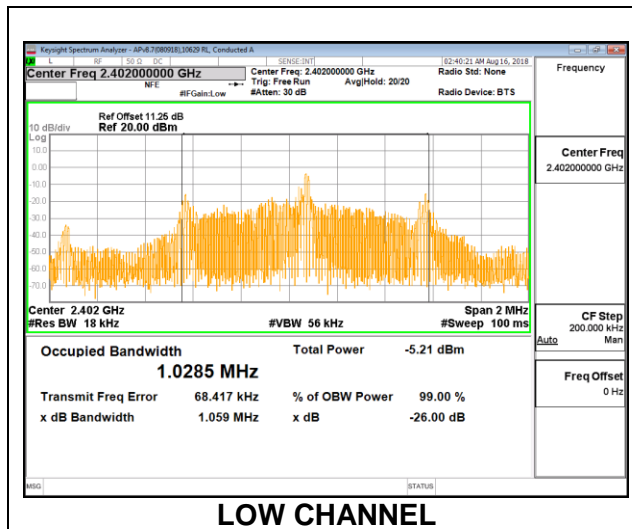 Keysight Spectrum Analyzer - APv8.7(080918),10629 RL, Conducted A
L RF 50 Ω DC SENSE:INT 02:40:21 AM Aug 16, 2018
Center Freq 2.402000000 GHz Center Freq: 2.402000000 GHz Radio Std: None Frequency
NFE Trig: Free Run Avg|Hold: 20/20
#IFGain:Low #Atten: 30 dB Radio Device: BTS
Ref Offset 11.25 dB
10 dB/div Ref 20.00 dBm
Log
10.0
0.00
-10.0
-20.0
-30.0
-40.0
-50.0
-60.0
-70.0
Center Freq
2.402000000 GHz
Center 2.402 GHz Span 2 MHz
#Res BW 18 kHz #VBW 56 kHz #Sweep 100 ms
CF Step
200.000 kHz
Auto Man
Occupied Bandwidth Total Power -5.21 dBm
1.0285 MHz
Freq Offset
0 Hz
Transmit Freq Error 68.417 kHz % of OBW Power 99.00 %
x dB Bandwidth 1.059 MHz x dB -26.00 dB
MSG STATUS
LOW CHANNEL